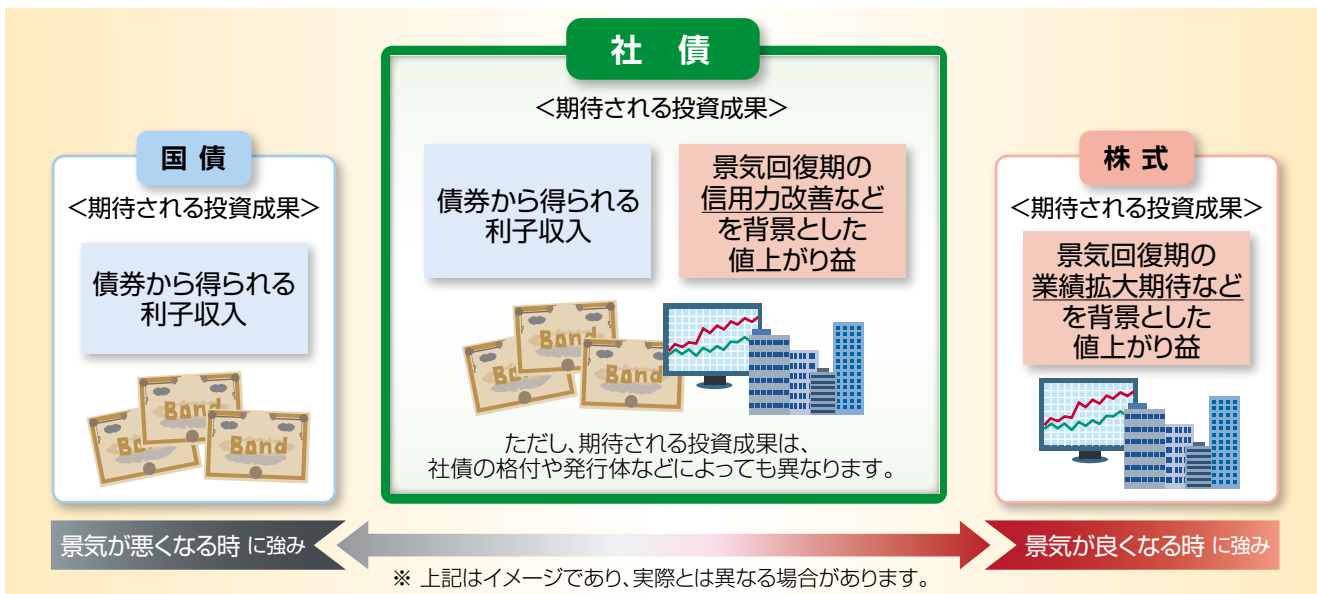 国 債
＜期待される投資成果＞
債券から得られる
利子収入
Bond
Bond
Bond
社 債
＜期待される投資成果＞
債券から得られる
利子収入
景気回復期の
信用力改善など
を背景とした
値上がり益
Bond
Bond
Bond
ただし、期待される投資成果は、
社債の格付や発行体などによっても異なります。
株 式
＜期待される投資成果＞
景気回復期の
業績拡大期待など
を背景とした
値上がり益
景気が悪くなる時 に強み
景気が良くなる時 に強み
※ 上記はイメージであり、実際とは異なる場合があります。